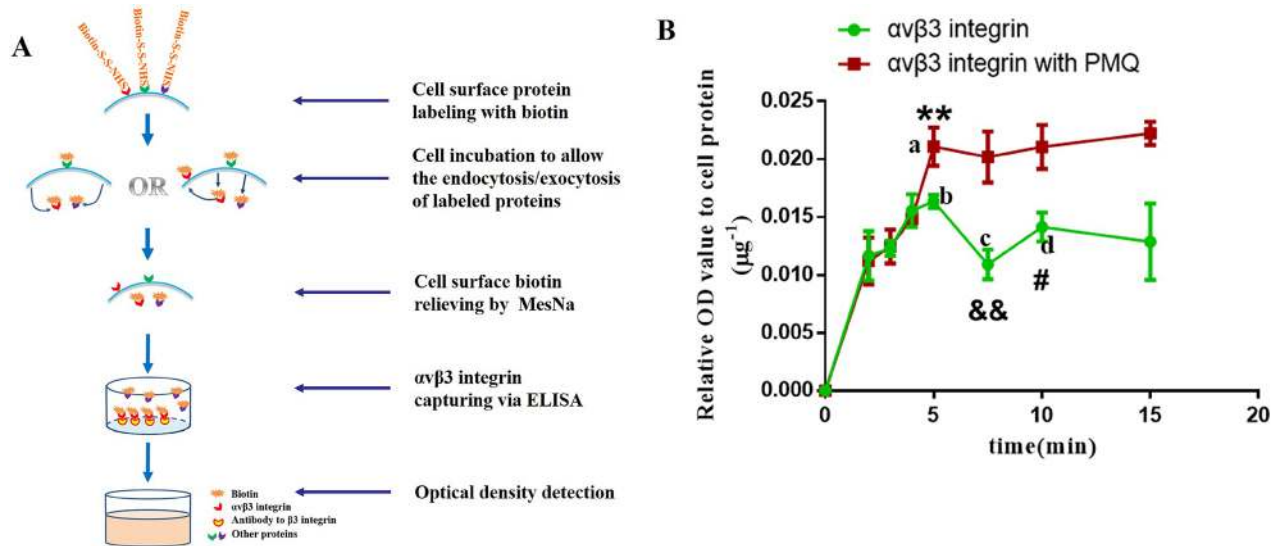 A
Biotin-S-S-NHS
Biotin-S-S-NHS
Biotin-S-S-NHS
Cell surface protein
labeling with biotin
OR
Cell incubation to allow
the endocytosis/exocytosis
of labeled proteins
Cell surface biotin
relieving by MesNa
αvβ3 integrin
capturing via ELISA
Biotin
αvβ3 integrin
Antibody to β3 integrin
Other proteins
Optical density detection
B
αvβ3 integrin
αvβ3 integrin with PMQ
Relative OD value to cell protein
(μg⁻¹)
0.025
0.020
0.015
0.010
0.005
0.000
**
a
b
c
d
#
&&
0
5
10
15
20
time(min)